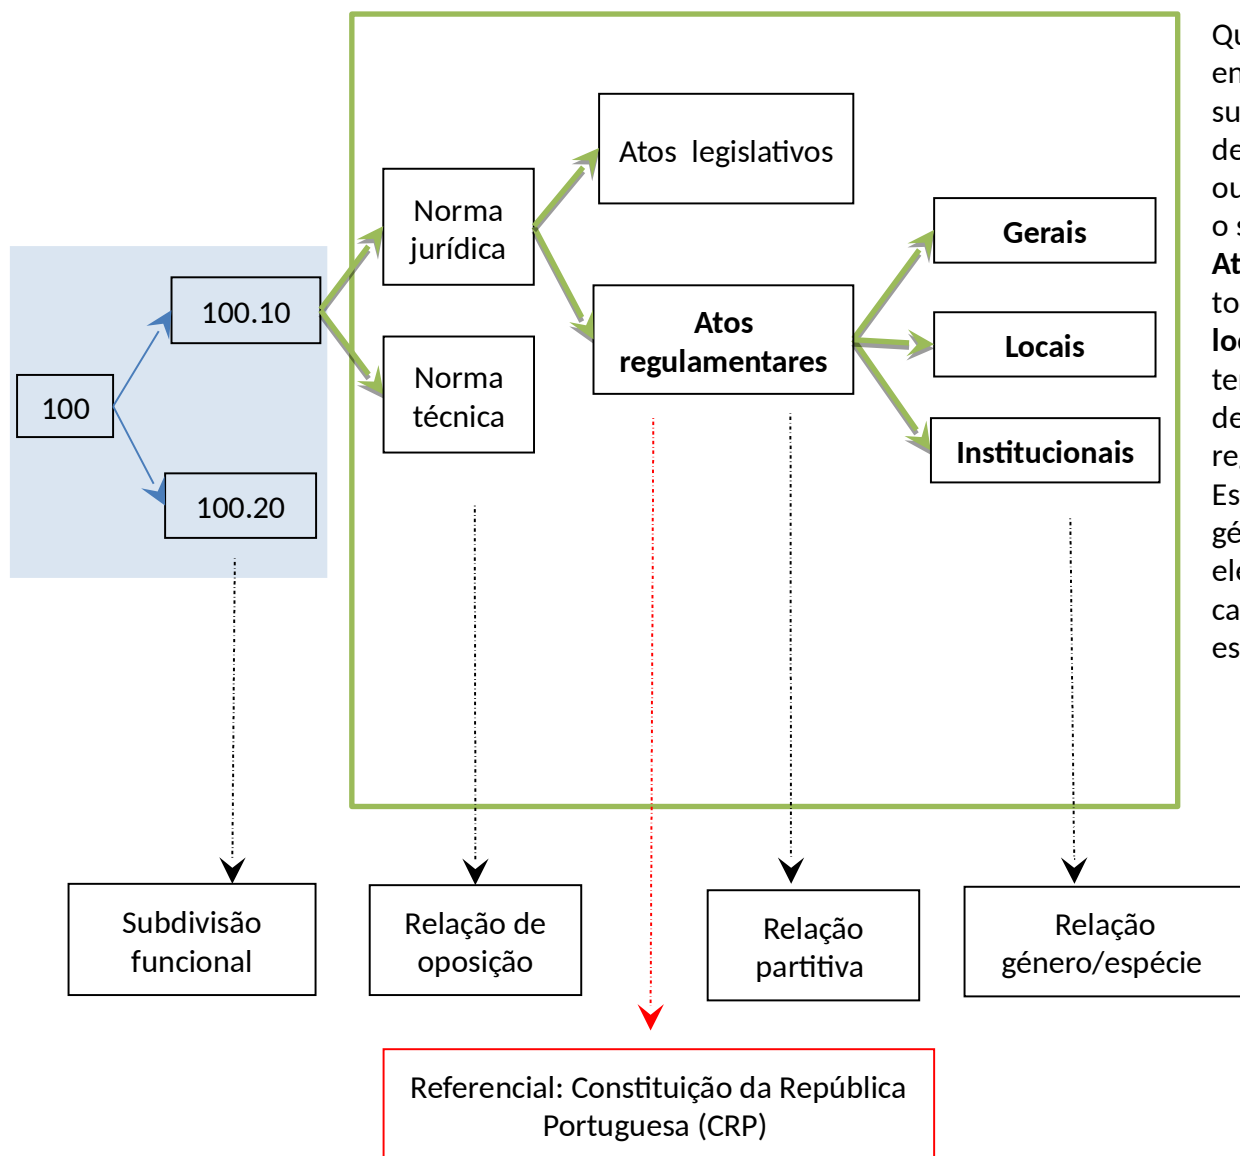 100
100.10
100.20
Norma
jurídica
Norma
técnica
Atos legislativos
Atos
regulamentares
Gerais
Locais
Institucionais
Subdivisão
funcional
Relação de
oposição
Relação
partitiva
Relação
género/espécie
Referencial: Constituição da República
Portuguesa (CRP)
o